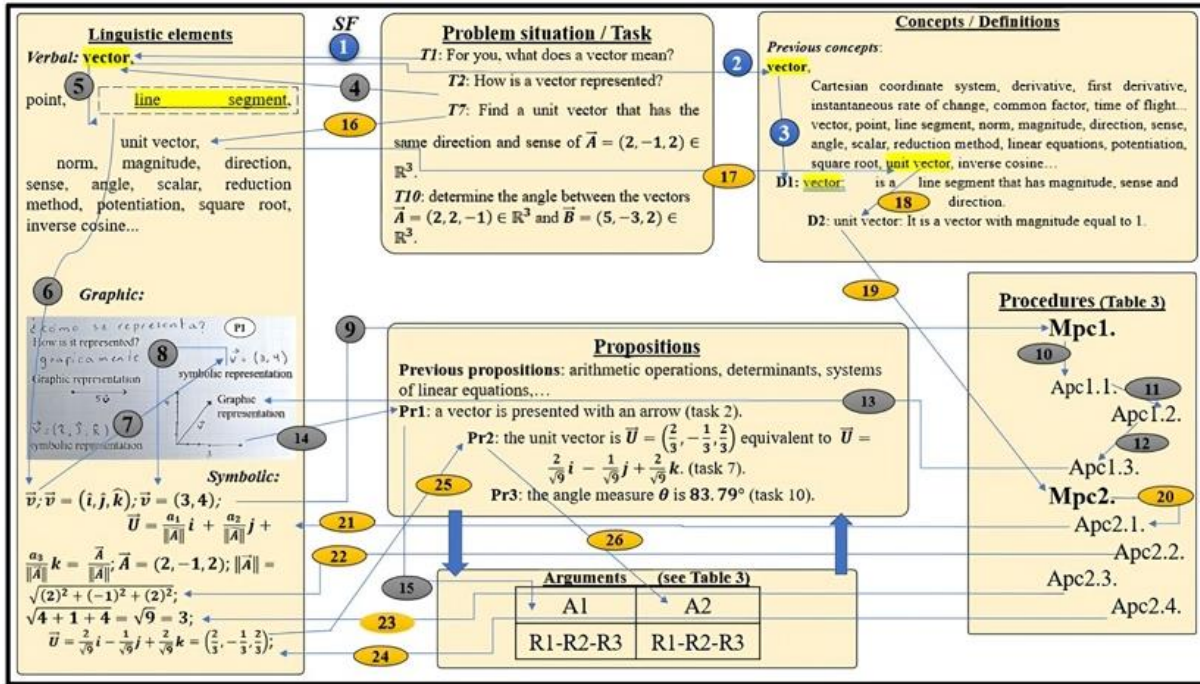 Linguistic elements
Verbal: vector,
point, line segment,
unit vector,
norm, magnitude, direction,
sense, angle, scalar, reduction
method, potentiation, square root,
inverse cosine...
Graphic:
¿cómo se representa?
P1
How is it represented?
graficamente
v⃗ = (3,4)
symbolic representation
Graphic representation
Graphic
representation
symbolic representation
Symbolic:
v⃗; v⃗ = (î, ĵ, k̂); v⃗ = (3, 4);
U⃗ = a₁/‖A⃗‖ i + a₂/‖A⃗‖ j +
a₃/‖A⃗‖ k = A⃗/‖A⃗‖; A⃗ = (2, −1, 2); ‖A⃗‖ =
√((2)² + (−1)² + (2)²);
√(4 + 1 + 4) = √9 = 3;
U⃗ = 2/√9 i − 1/√9 j + 2/√9 k = (2/3, −1/3, 2/3);
SF
1
4
5
16
6
8
7
9
14
21
22
15
23
24
25
26
13
Problem situation / Task
T1: For you, what does a vector mean?
T2: How is a vector represented?
T7: Find a unit vector that has the
same direction and sense of A⃗ = (2, −1, 2) ∈
ℝ³.
T10: determine the angle between the vectors
A⃗ = (2, 2, −1) ∈ ℝ³ and B⃗ = (5, −3, 2) ∈
ℝ³.
2
3
17
18
19
Concepts / Definitions
Previous concepts:
vector,
Cartesian coordinate system, derivative, first derivative,
instantaneous rate of change, common factor, time of flight...
vector, point, line segment, norm, magnitude, direction, sense,
angle, scalar, reduction method, linear equations, potentiation,
square root, unit vector, inverse cosine...
D1: vector: is a line segment that has magnitude, sense and
direction.
D2: unit vector: It is a vector with magnitude equal to 1.
Propositions
Previous propositions: arithmetic operations, determinants, systems
of linear equations,...
Pr1: a vector is presented with an arrow (task 2).
Pr2: the unit vector is U⃗ = (2/3, −1/3, 2/3) equivalent to U⃗ =
2/√9 i − 1/√9 j + 2/√9 k. (task 7).
Pr3: the angle measure θ is 83.79° (task 10).
Arguments (see Table 3)
A1 A2
R1-R2-R3 R1-R2-R3
Procedures (Table 3)
Mpc1.
10
Apc1.1.
11
Apc1.2.
12
Apc1.3.
Mpc2.
20
Apc2.1.
Apc2.2.
Apc2.3.
Apc2.4.